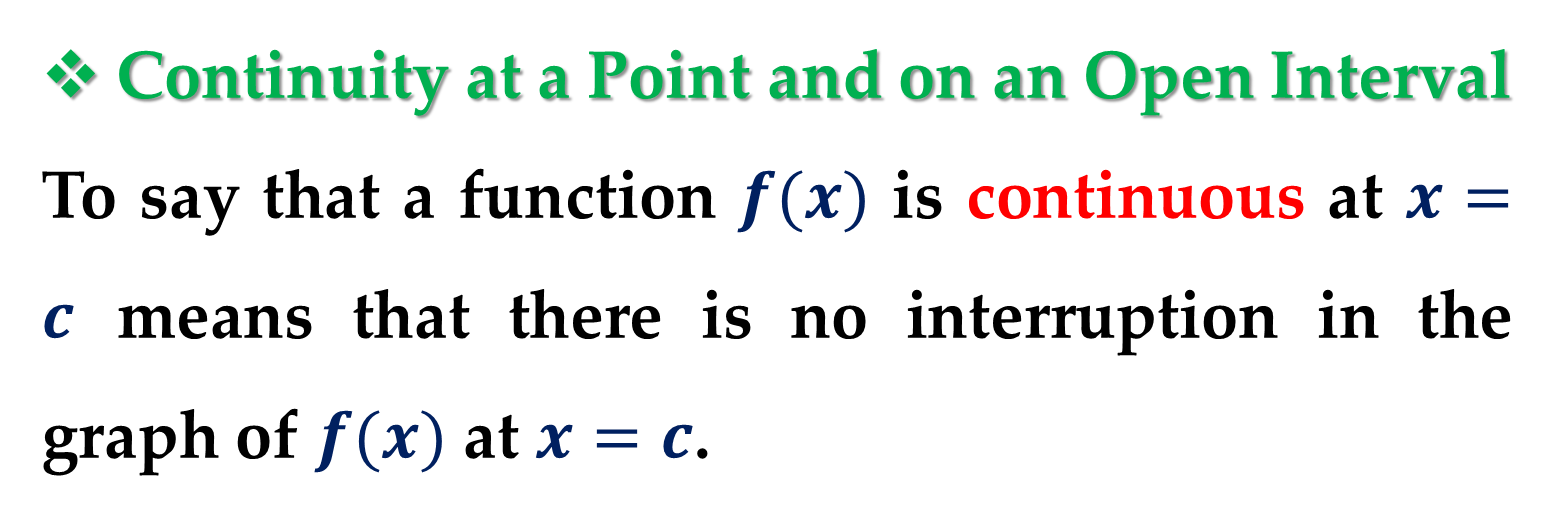 ❖ Continuity at a Point and on an Open Interval
To say that a function f(x) is continuous at x =
c means that there is no interruption in the
graph of f(x) at x = c.